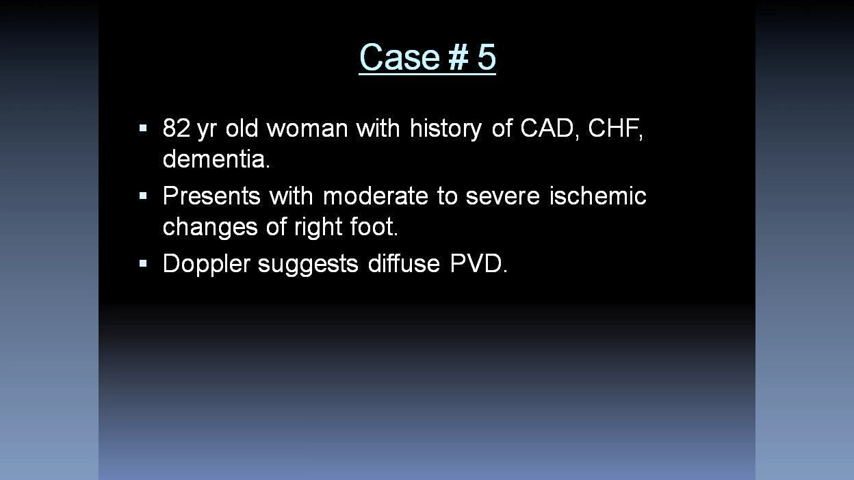 Case # 5
▪ 82 yr old woman with history of CAD, CHF,
dementia.
▪ Presents with moderate to severe ischemic
changes of right foot.
▪ Doppler suggests diffuse PVD.